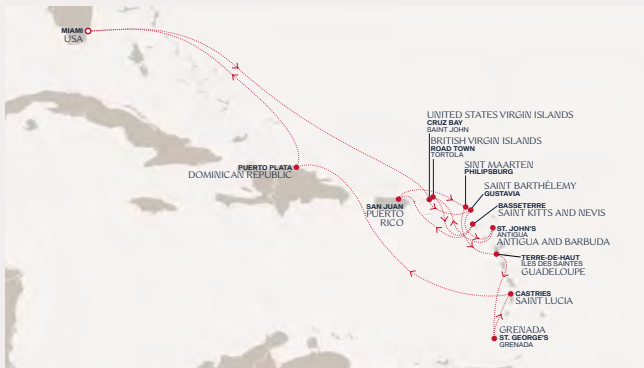 MIAMI
USA
UNITED STATES VIRGIN ISLANDS
CRUZ BAY
SAINT JOHN
BRITISH VIRGIN ISLANDS
ROAD TOWN
TORTOLA
SINT MAARTEN
PHILIPSBURG
PUERTO PLATA
DOMINICAN REPUBLIC
SAINT BARTHÉLEMY
GUSTAVIA
SAN JUAN
PUERTO
RICO
BASSETERRE
SAINT KITTS AND NEVIS
ST. JOHN'S
ANTIGUA
ANTIGUA AND BARBUDA
TERRE-DE-HAUT
ÎLES DES SAINTES
GUADELOUPE
CASTRIES
SAINT LUCIA
GRENADA
ST. GEORGE'S
GRENADA